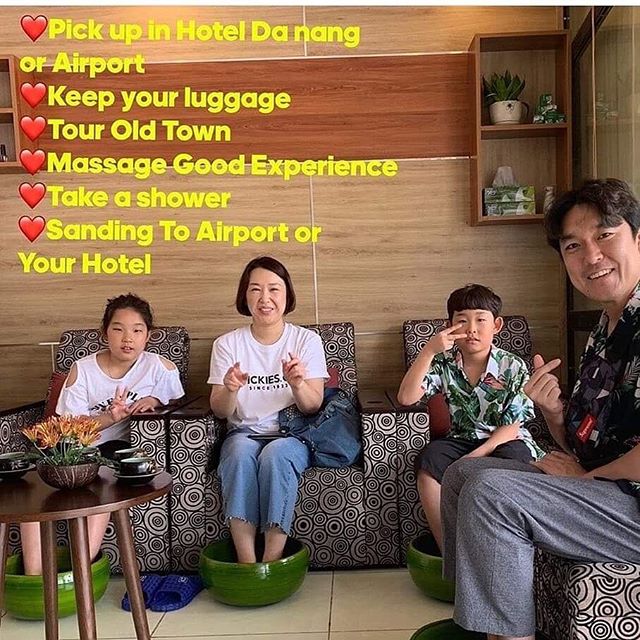 ❤️Pick up in Hotel Da nang
or Airport
❤️Keep your luggage
❤️Tour Old Town
❤️Massage Good Experience
❤️Take a shower
❤️Sanding To Airport or
Your Hotel
ICKIES.
SINCE 1922